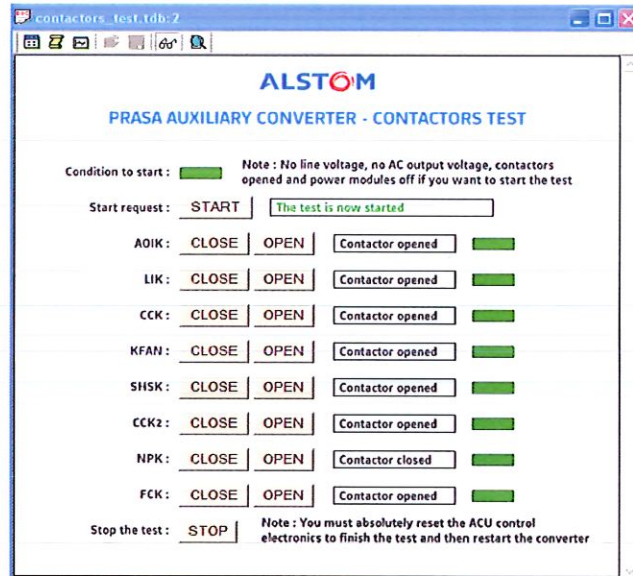 contactors_test.tdb:2
ALSTOM
PRASA AUXILIARY CONVERTER - CONTACTORS TEST
Condition to start :
Note : No line voltage, no AC output voltage, contactors
opened and power modules off if you want to start the test
Start request : START The test is now started
AOIK : CLOSE OPEN Contactor opened
LIK : CLOSE OPEN Contactor opened
CCK : CLOSE OPEN Contactor opened
KFAN : CLOSE OPEN Contactor opened
SHSK : CLOSE OPEN Contactor opened
CCK2 : CLOSE OPEN Contactor opened
NPK : CLOSE OPEN Contactor closed
FCK : CLOSE OPEN Contactor opened
Stop the test : STOP
Note : You must absolutely reset the ACU control
electronics to finish the test and then restart the converter